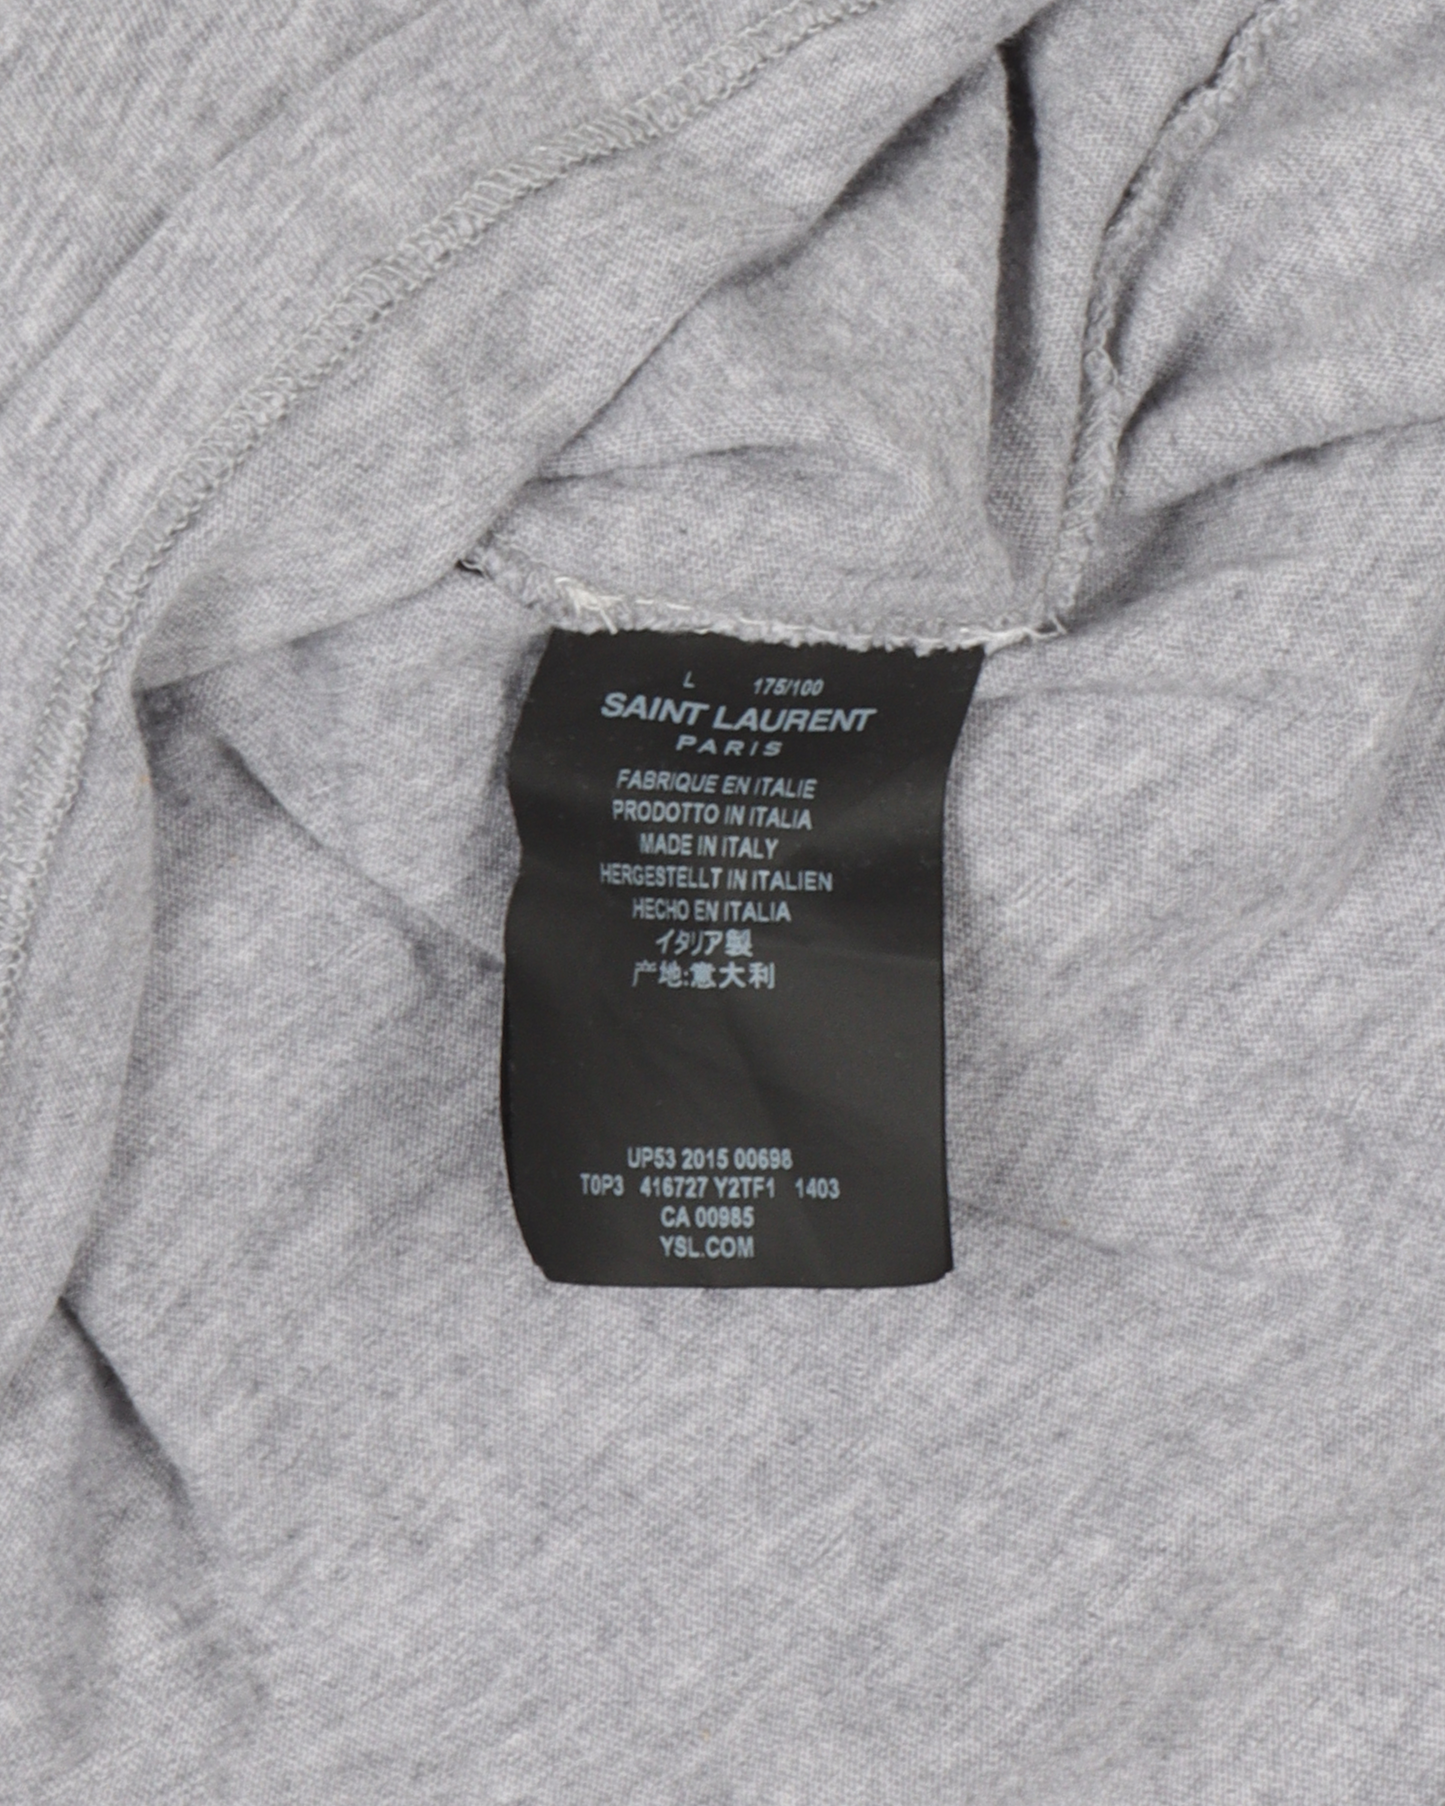 L 175/100
SAINT LAURENT
PARIS
FABRIQUE EN ITALIE
PRODOTTO IN ITALIA
MADE IN ITALY
HERGESTELLT IN ITALIEN
HECHO EN ITALIA
イタリア製
产地:意大利
UP53 2015 00698
T0P3 416727 Y2TF1 1403
CA 00985
YSL.COM